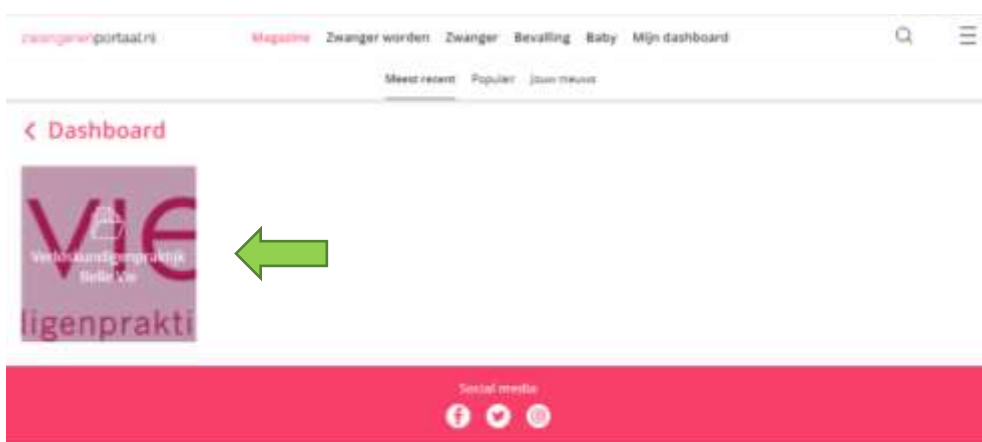 zwangerenportaal.nl
Magazine Zwanger worden Zwanger Bevalling Baby Mijn dashboard
Meest recent Populair Jouw nieuws
Dashboard
VIE
Verloskundigenpraktijk
Belle Vie
ligenprakti
Social media